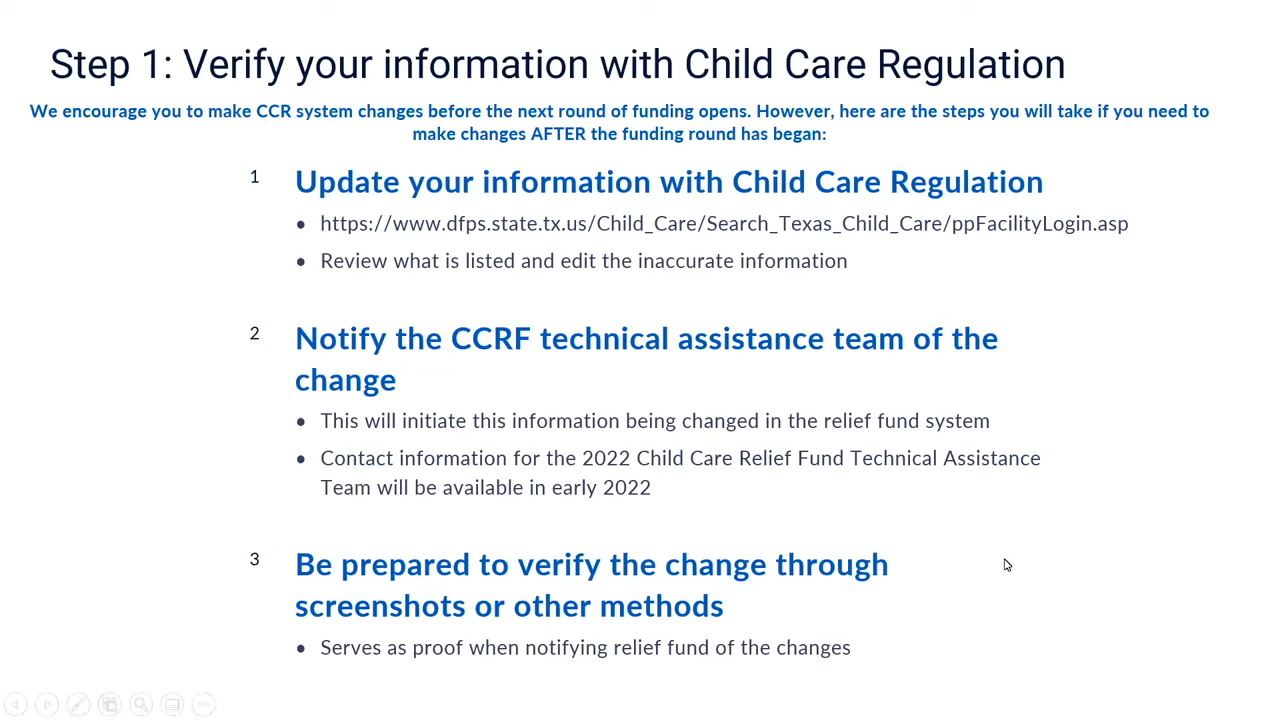 Step 1: Verify your information with Child Care Regulation
We encourage you to make CCR system changes before the next round of funding opens. However, here are the steps you will take if you need to
make changes AFTER the funding round has began:
1
Update your information with Child Care Regulation
• https://www.dfps.state.tx.us/Child_Care/Search_Texas_Child_Care/ppFacilityLogin.asp
• Review what is listed and edit the inaccurate information
2
Notify the CCRF technical assistance team of the
change
• This will initiate this information being changed in the relief fund system
• Contact information for the 2022 Child Care Relief Fund Technical Assistance
Team will be available in early 2022
3
Be prepared to verify the change through
screenshots or other methods
• Serves as proof when notifying relief fund of the changes